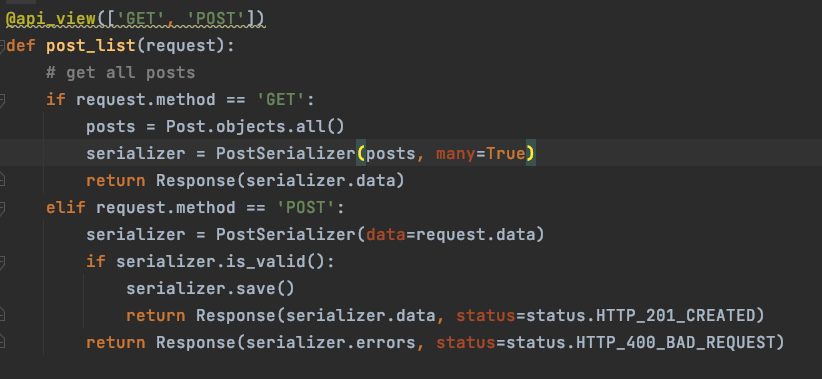 @api_view(['GET', 'POST'])
def post_list(request):
    # get all posts
    if request.method == 'GET':
        posts = Post.objects.all()
        serializer = PostSerializer(posts, many=True)
        return Response(serializer.data)
    elif request.method == 'POST':
        serializer = PostSerializer(data=request.data)
        if serializer.is_valid():
            serializer.save()
            return Response(serializer.data, status=status.HTTP_201_CREATED)
        return Response(serializer.errors, status=status.HTTP_400_BAD_REQUEST)